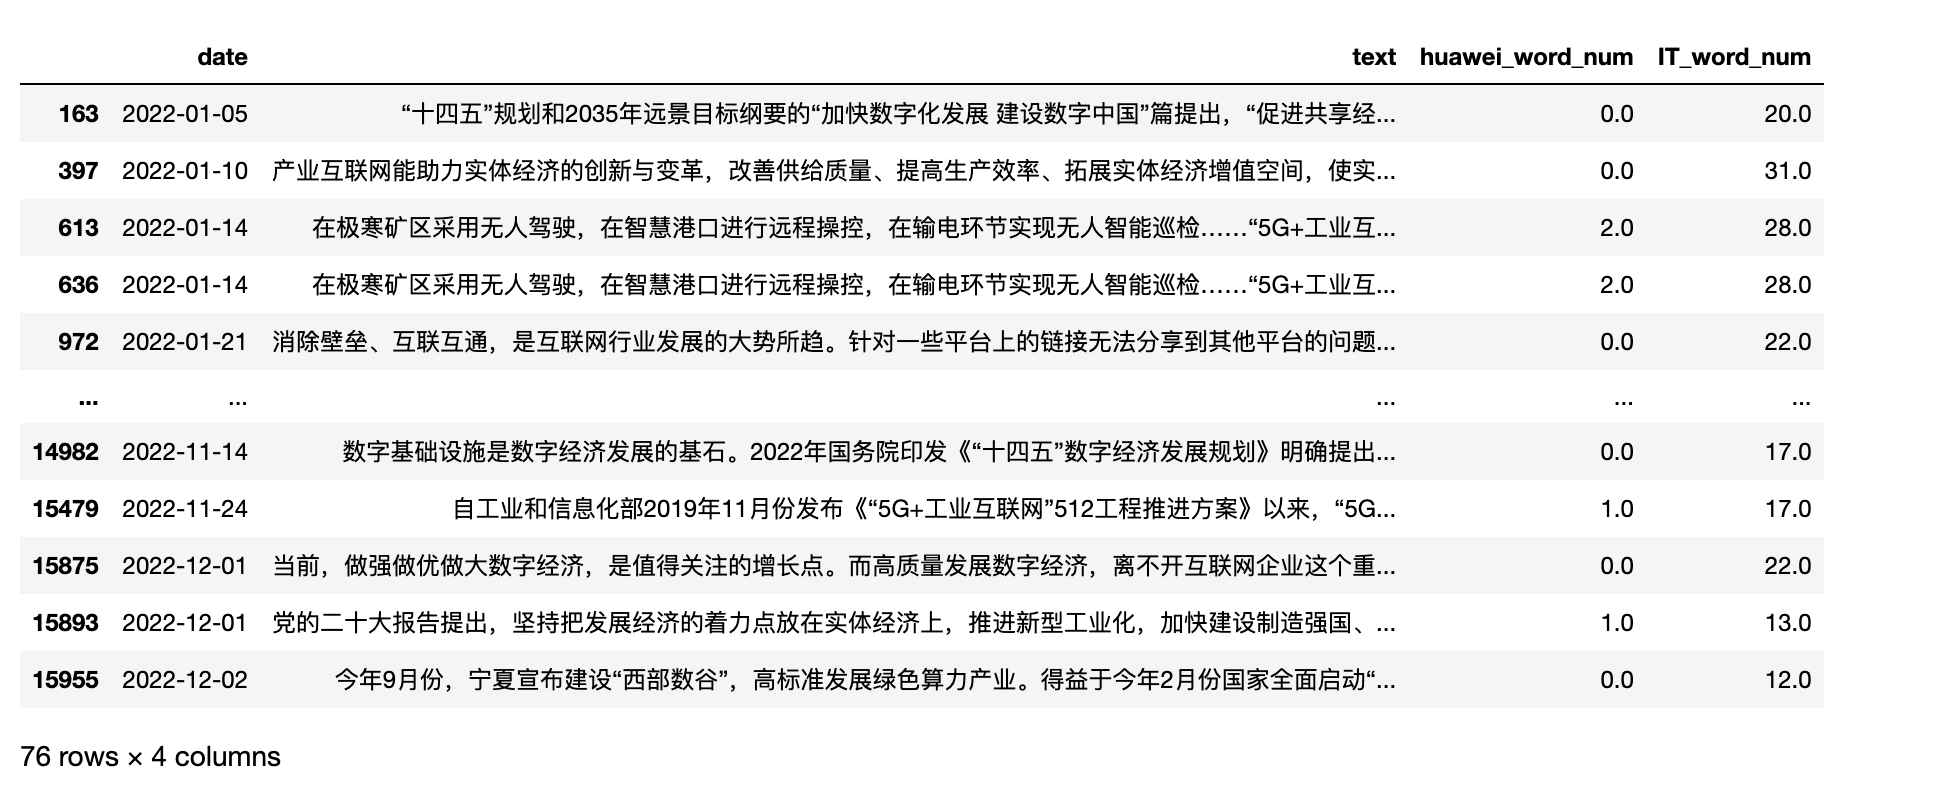 date text huawei_word_num IT_word_num
163 2022-01-05 “十四五”规划和2035年远景目标纲要的“加快数字化发展 建设数字中国”篇提出，“促进共享经... 0.0 20.0
397 2022-01-10 产业互联网能助力实体经济的创新与变革，改善供给质量、提高生产效率、拓展实体经济增值空间，使实... 0.0 31.0
613 2022-01-14 在极寒矿区采用无人驾驶，在智慧港口进行远程操控，在输电环节实现无人智能巡检……“5G+工业互... 2.0 28.0
636 2022-01-14 在极寒矿区采用无人驾驶，在智慧港口进行远程操控，在输电环节实现无人智能巡检……“5G+工业互... 2.0 28.0
972 2022-01-21 消除壁垒、互联互通，是互联网行业发展的大势所趋。针对一些平台上的链接无法分享到其他平台的问题... 0.0 22.0
... ... ... ... ...
14982 2022-11-14 数字基础设施是数字经济发展的基石。2022年国务院印发《“十四五”数字经济发展规划》明确提出... 0.0 17.0
15479 2022-11-24 自工业和信息化部2019年11月份发布《“5G+工业互联网”512工程推进方案》以来，“5G... 1.0 17.0
15875 2022-12-01 当前，做强做优做大数字经济，是值得关注的增长点。而高质量发展数字经济，离不开互联网企业这个重... 0.0 22.0
15893 2022-12-01 党的二十大报告提出，坚持把发展经济的着力点放在实体经济上，推进新型工业化，加快建设制造强国、... 1.0 13.0
15955 2022-12-02 今年9月份，宁夏宣布建设“西部数谷”，高标准发展绿色算力产业。得益于今年2月份国家全面启动“... 0.0 12.0
76 rows × 4 columns